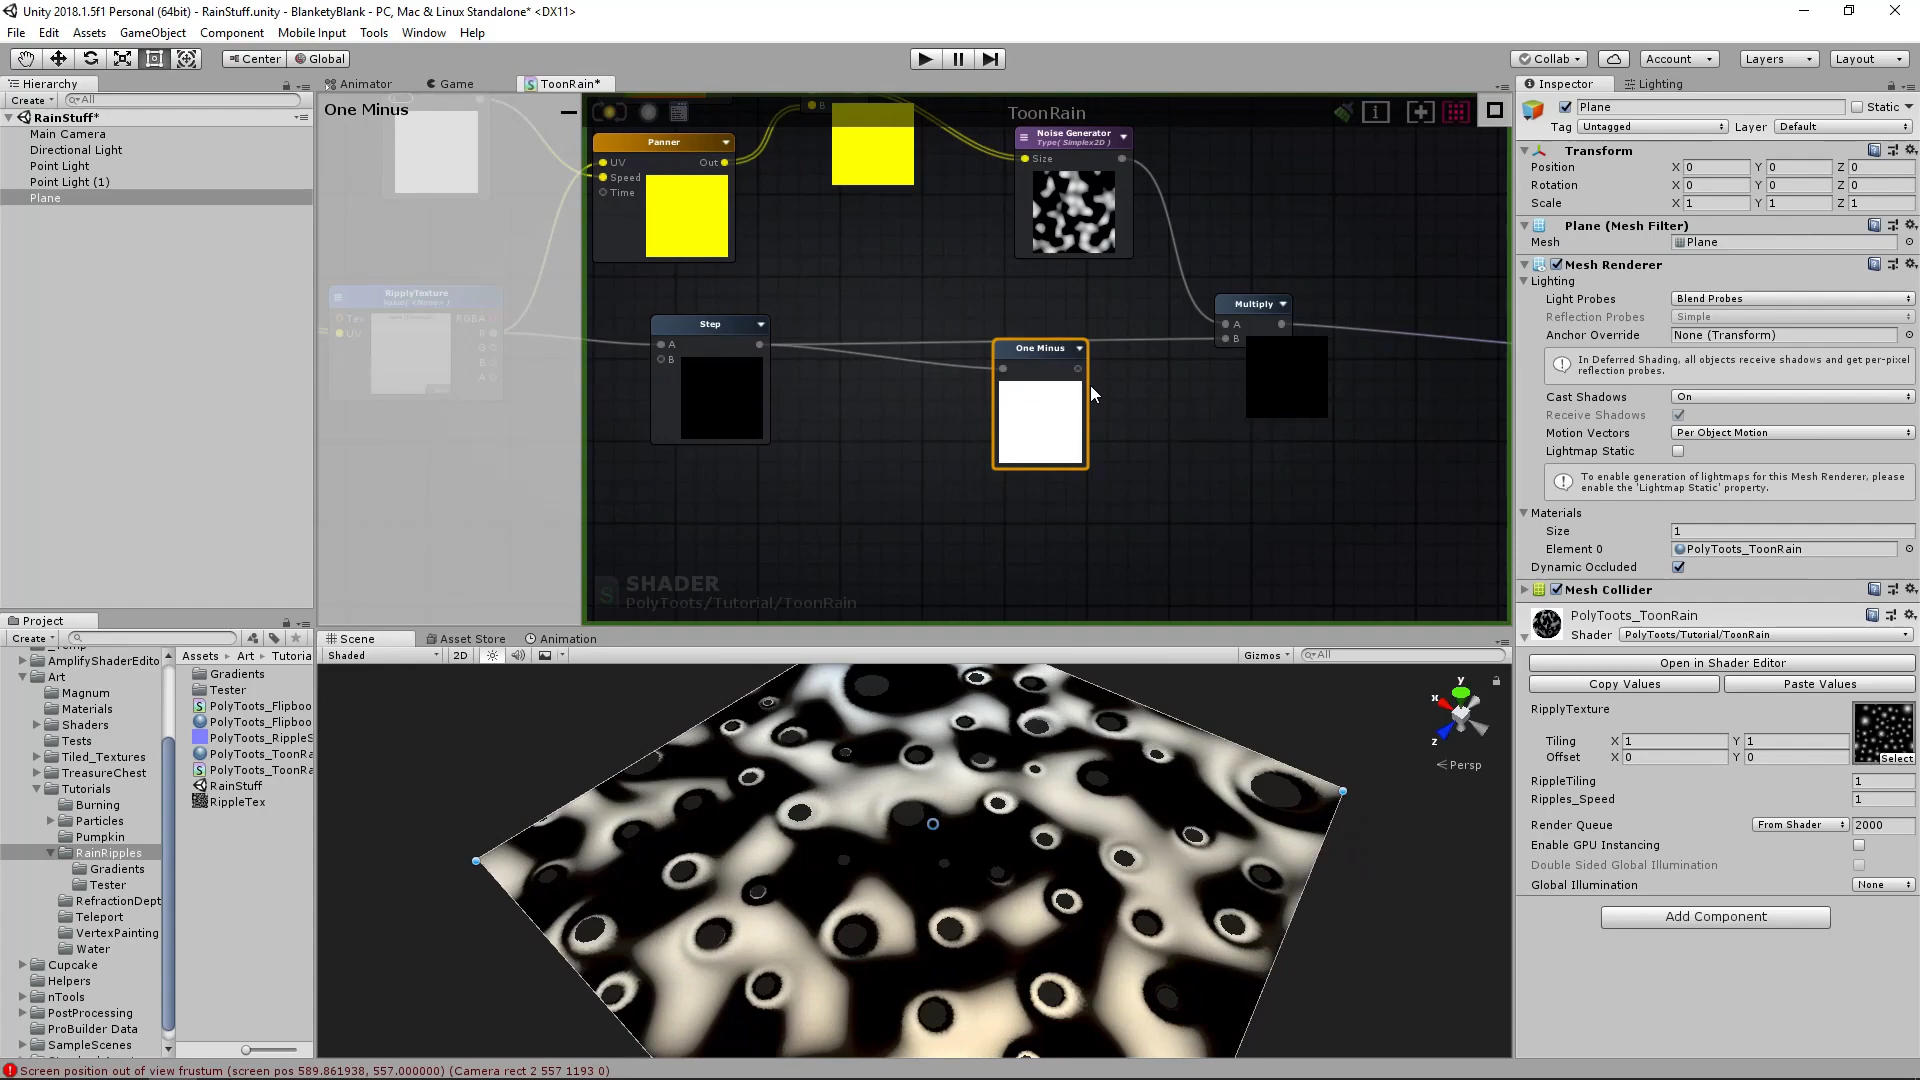 Unity 2018.1.5f1 Personal (64bit) - RainStuff.unity - BlanketyBlank - PC, Mac & Linux Standalone* <DX11>
File Edit Assets GameObject Component Mobile Input Tools Window Help
Center Global Collab Account Layers Layout
Hierarchy
Create All
RainStuff*
Main Camera
Directional Light
Point Light
Point Light (1)
Plane
Animator Game ToonRain*
One Minus
ToonRain
Panner
UV Out
Speed
Time
B
Noise Generator
Type( Simplex2D )
Size
RipplyTexture
Value( <None> )
Tex RGBA
UV R
G
B
A
Step
A
B
One Minus
Multiply
A
B
SHADER
PolyToots/Tutorial/ToonRain
Inspector Lighting
Plane Static
Tag Untagged Layer Default
Transform
Position X 0 Y 0 Z 0
Rotation X 0 Y 0 Z 0
Scale X 1 Y 1 Z 1
Plane (Mesh Filter)
Mesh Plane
Mesh Renderer
Lighting
Light Probes Blend Probes
Reflection Probes Simple
Anchor Override None (Transform)
In Deferred Shading, all objects receive shadows and get per-pixel
reflection probes.
Cast Shadows On
Receive Shadows
Motion Vectors Per Object Motion
Lightmap Static
To enable generation of lightmaps for this Mesh Renderer, please
enable the 'Lightmap Static' property.
Materials
Size 1
Element 0 PolyToots_ToonRain
Dynamic Occluded
Mesh Collider
PolyToots_ToonRain
Shader PolyToots/Tutorial/ToonRain
Open in Shader Editor
Copy Values Paste Values
RipplyTexture
Tiling X 1 Y 1
Offset X 0 Y 0
Select
RippleTiling 1
Ripples_Speed 1
Render Queue From Shader 2000
Enable GPU Instancing
Double Sided Global Illumination
Global Illumination None
Add Component
Project
Create
AmplifyShaderEdito
Art
Magnum
Materials
Shaders
Tests
Tiled_Textures
TreasureChest
Tutorials
Burning
Particles
Pumpkin
RainRipples
Gradients
Tester
RefractionDept
Teleport
VertexPainting
Water
Cupcake
Helpers
nTools
PostProcessing
ProBuilder Data
SampleScenes
Assets Art Tutoria
Gradients
Tester
PolyToots_Flipboo
PolyToots_Flipboo
PolyToots_RippleS
PolyToots_ToonRa
PolyToots_ToonRa
RainStuff
RippleTex
Scene Asset Store Animation
Shaded 2D Gizmos All
y
x
z
Persp
Screen position out of view frustum (screen pos 589.861938, 557.000000) (Camera rect 2 557 1193 0)